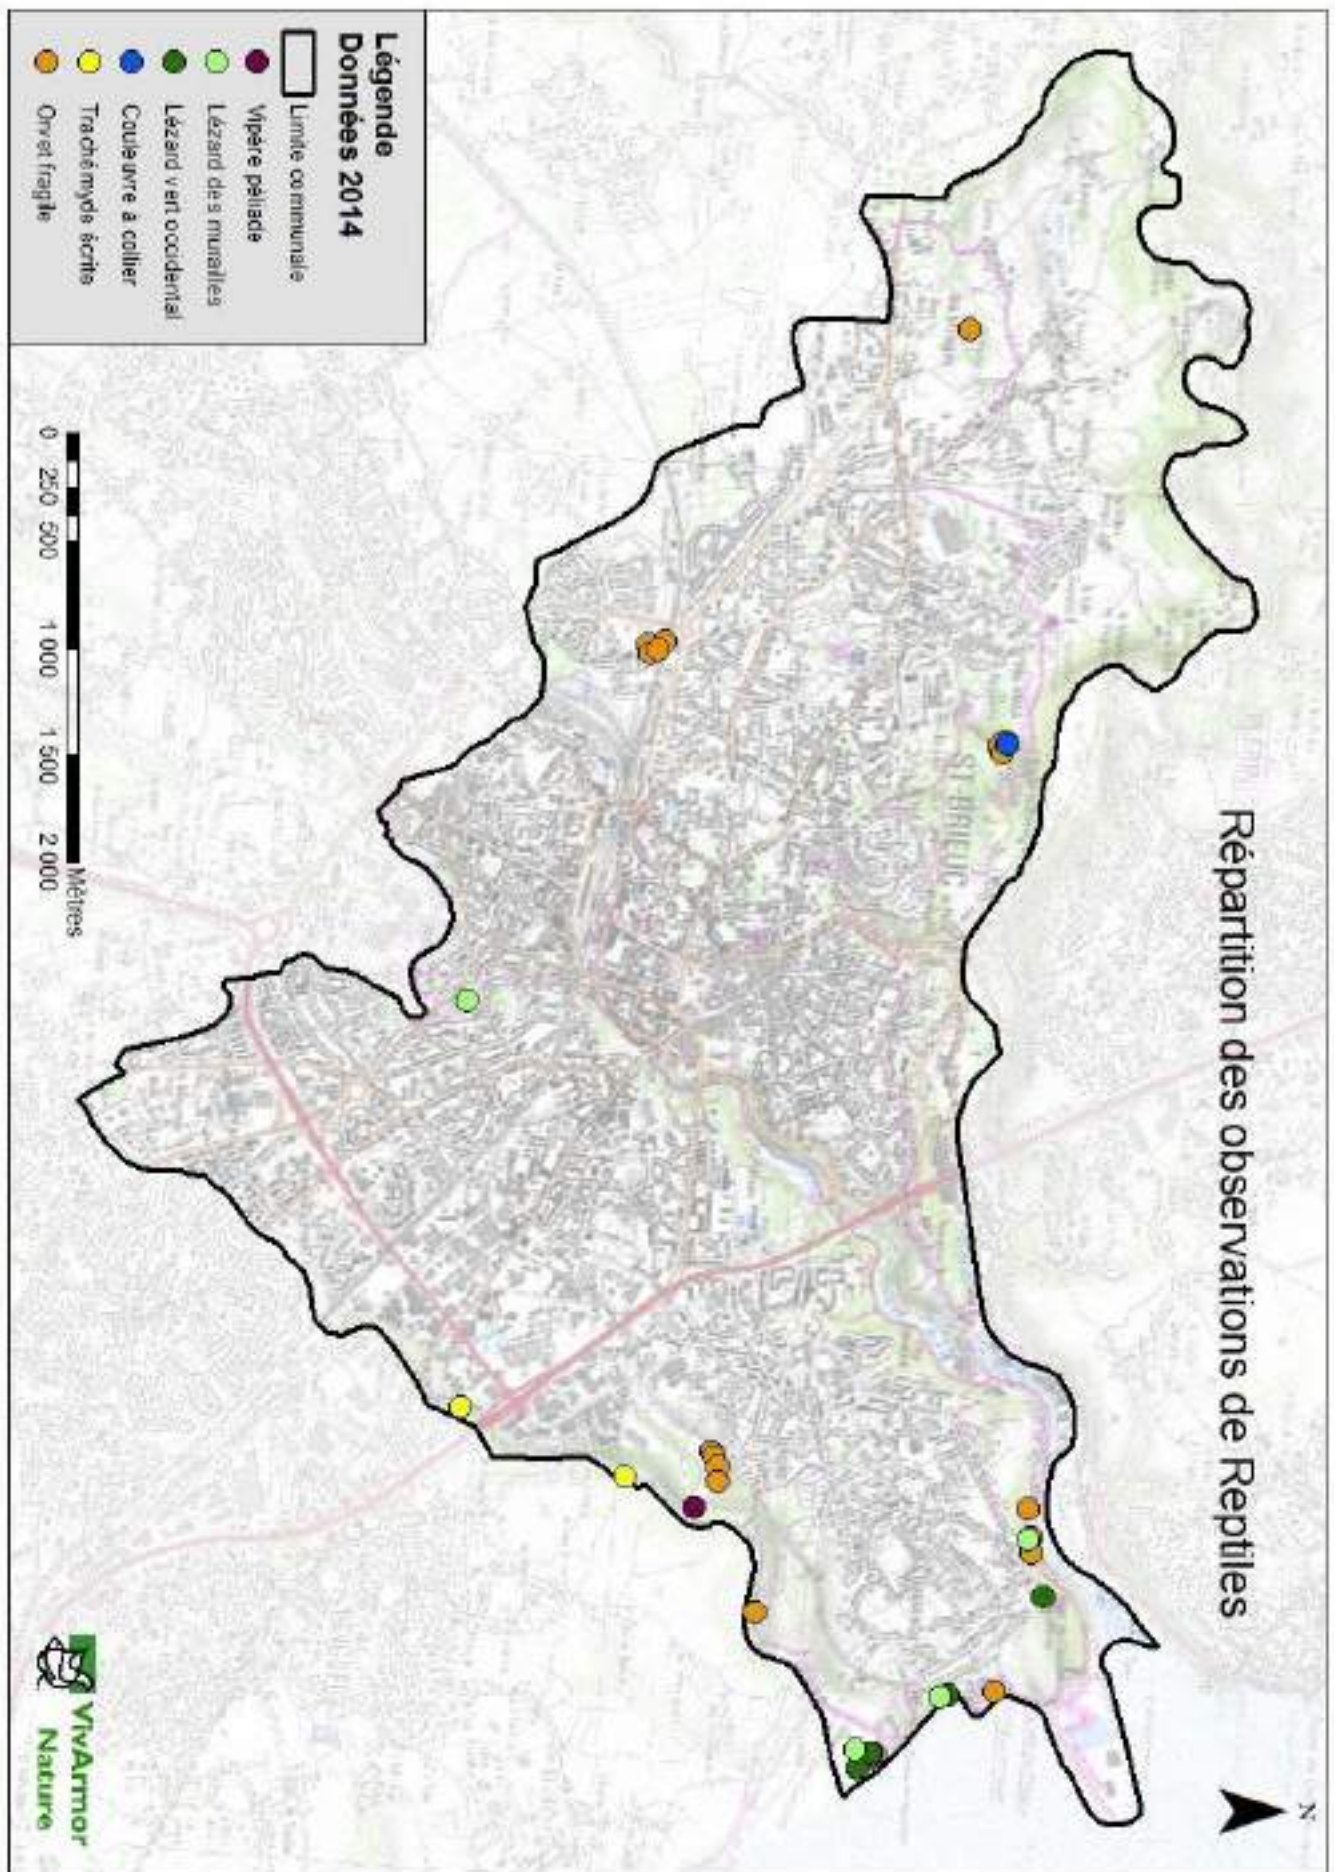 Répartition des observations de Reptiles
N
ST-BRIEUC
Légende
Données 2014
Limite communale
Vipère péliade
Lézard des murailles
Lézard vert occidental
Couleuvre à collier
Trachémyde écrite
Orvet fragile
Mètres
0 250 500 1 000 1 500 2 000
VivArmor
Nature